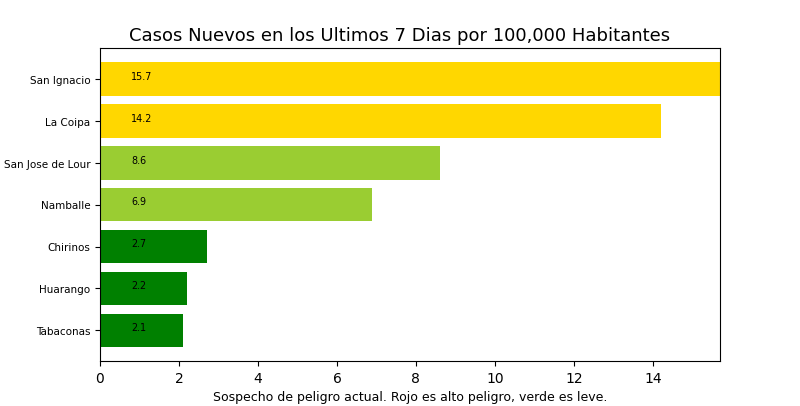 Casos Nuevos en los Ultimos 7 Dias por 100,000 Habitantes
San Ignacio 15.7
La Coipa 14.2
San Jose de Lour 8.6
Namballe 6.9
Chirinos 2.7
Huarango 2.2
Tabaconas 2.1
0 2 4 6 8 10 12 14
Sospecho de peligro actual. Rojo es alto peligro, verde es leve.